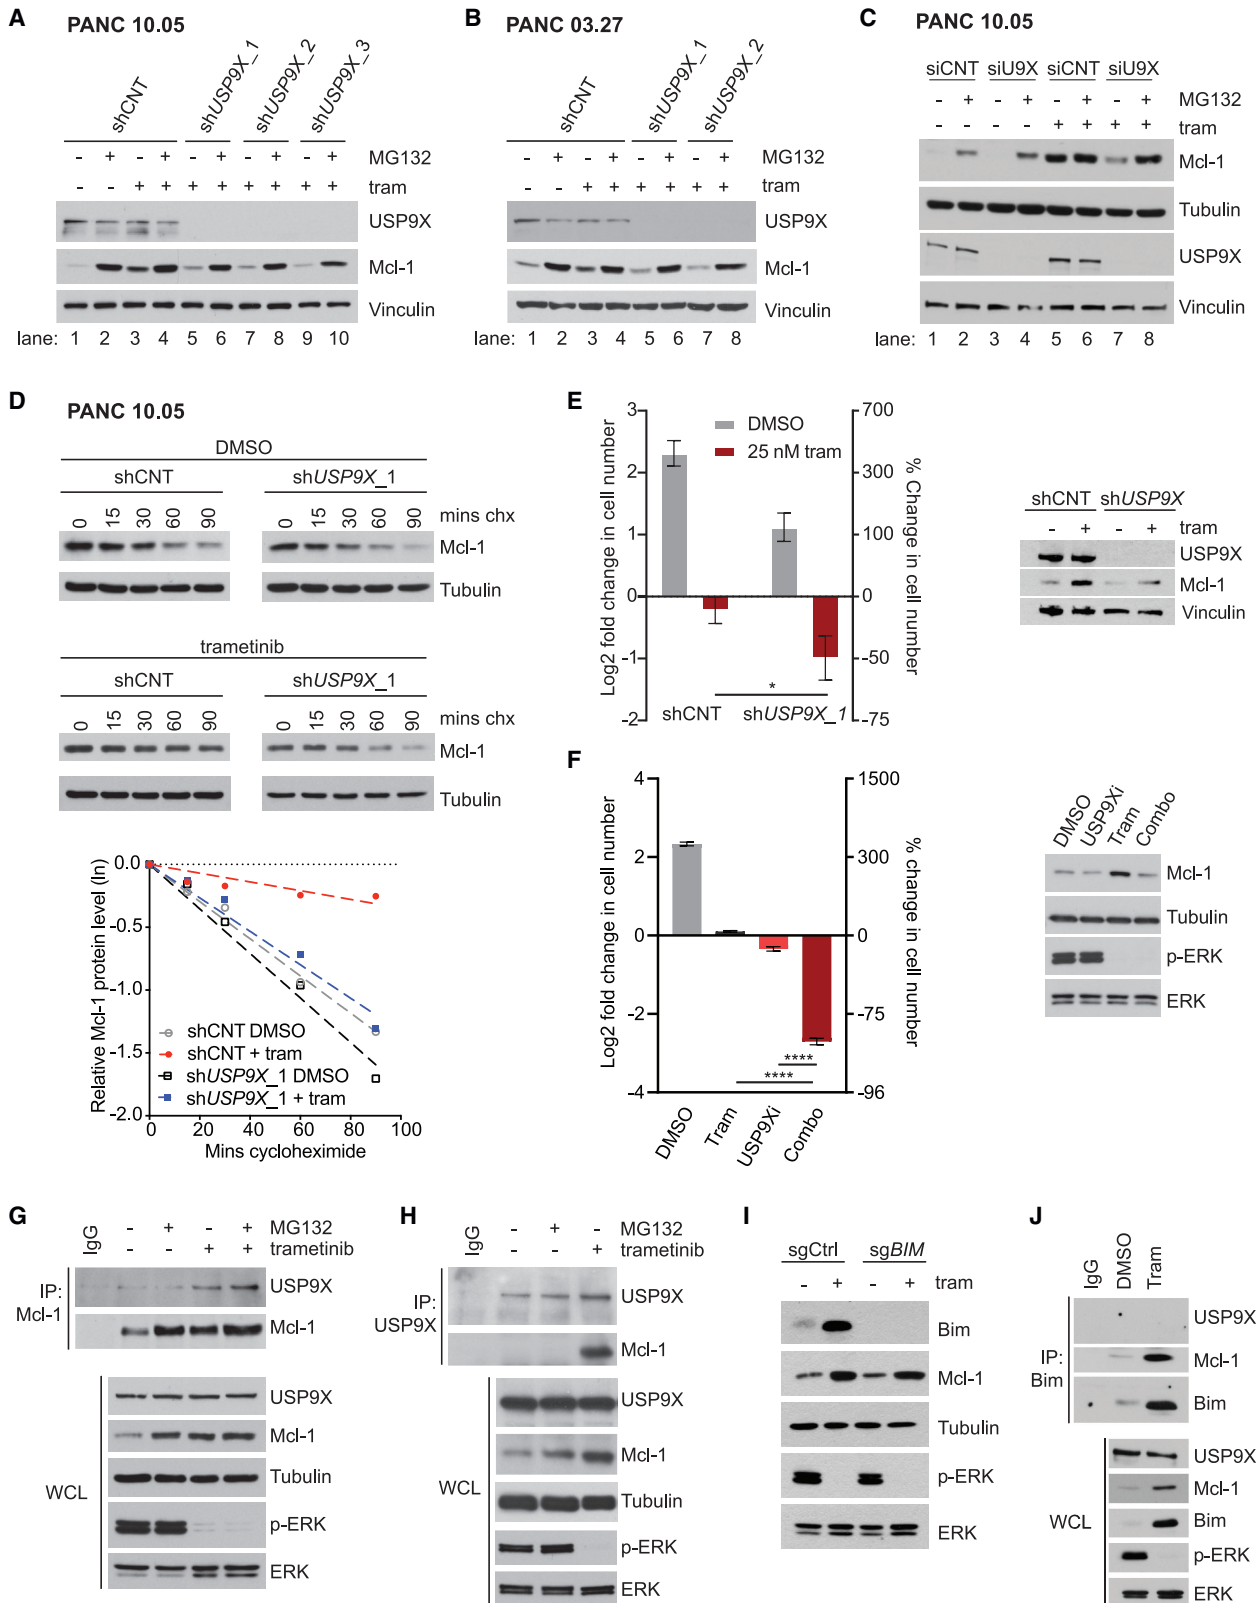 A
PANC 10.05
shCNT
shUSP9X_1
shUSP9X_2
shUSP9X_3
- + - + - + - + - + MG132
- - + + + + + + + + tram
USP9X
Mcl-1
Vinculin
lane: 1 2 3 4 5 6 7 8 9 10
B
PANC 03.27
shCNT
shUSP9X_1
shUSP9X_2
- + - + - + - + MG132
- - + + + + + + tram
USP9X
Mcl-1
Vinculin
lane: 1 2 3 4 5 6 7 8
C
PANC 10.05
siCNT siU9X siCNT siU9X
- + - + - + - + MG132
- - - - + + + + tram
Mcl-1
Tubulin
USP9X
Vinculin
lane: 1 2 3 4 5 6 7 8
D
PANC 10.05
DMSO
shCNT shUSP9X_1
0 15 30 60 90 0 15 30 60 90 mins chx
Mcl-1
Tubulin
trametinib
shCNT shUSP9X_1
0 15 30 60 90 0 15 30 60 90 mins chx
Mcl-1
Tubulin
Relative Mcl-1 protein level (ln)
0.0
-0.5
-1.0
-1.5
-2.0
shCNT DMSO
shCNT + tram
shUSP9X_1 DMSO
shUSP9X_1 + tram
0 20 40 60 80 100
Mins cycloheximide
E
Log2 fold change in cell number
3
2
1
0
-1
-2
DMSO
25 nM tram
% Change in cell number
700
300
100
0
-50
-75
*
shCNT shUSP9X_1
shCNT shUSP9X
- + - + tram
USP9X
Mcl-1
Vinculin
F
Log2 fold change in cell number
4
2
0
-2
-4
% change in cell number
1500
300
0
-75
-96
****
****
DMSO
Tram
USP9Xi
Combo
DMSO
USP9Xi
Tram
Combo
Mcl-1
Tubulin
p-ERK
ERK
G
IgG - + - + MG132
- - + + trametinib
IP: Mcl-1
USP9X
Mcl-1
WCL
USP9X
Mcl-1
Tubulin
p-ERK
ERK
H
IgG - + - MG132
- - + trametinib
IP: USP9X
USP9X
Mcl-1
WCL
USP9X
Mcl-1
Tubulin
p-ERK
ERK
I
sgCtrl sgBIM
- + - + tram
Bim
Mcl-1
Tubulin
p-ERK
ERK
J
IgG
DMSO
Tram
IP: Bim
USP9X
Mcl-1
Bim
WCL
USP9X
Mcl-1
Bim
p-ERK
ERK